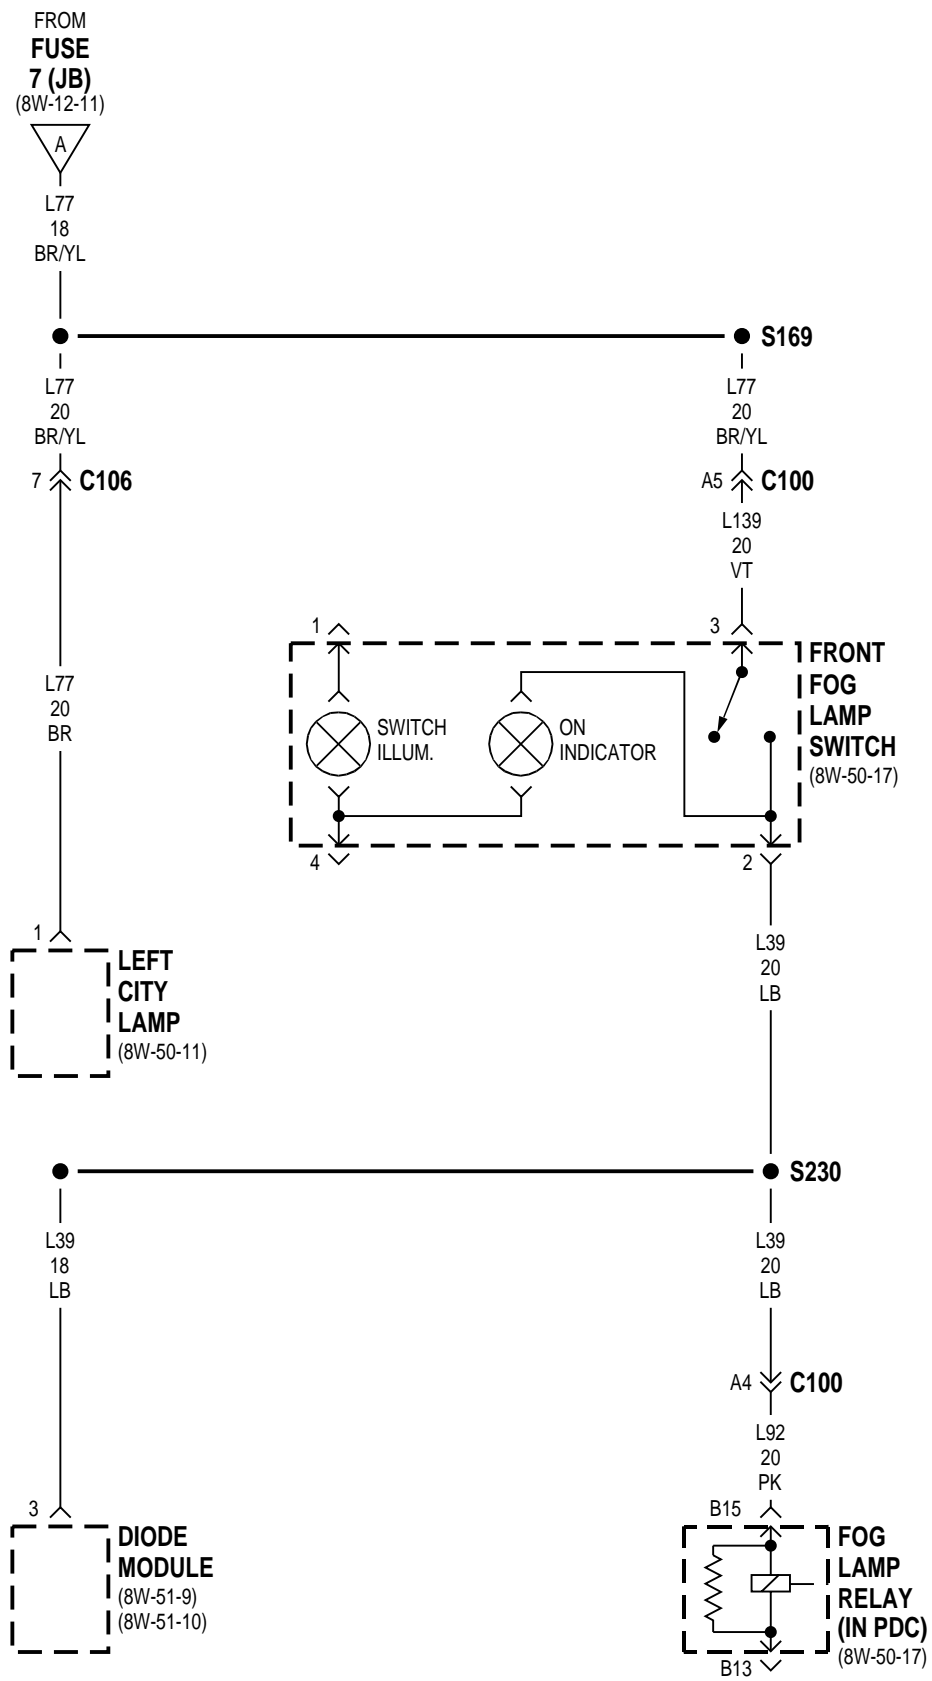 FROM
FUSE
7 (JB)
(8W-12-11)
A
L77
18
BR/YL
S169
L77
20
BR/YL
7
C106
L77
20
BR/YL
A5
C100
L139
20
VT
1
3
FRONT
FOG
LAMP
SWITCH
(8W-50-17)
SWITCH
ILLUM.
ON
INDICATOR
4
2
L77
20
BR
1
LEFT
CITY
LAMP
(8W-50-11)
L39
20
LB
S230
L39
18
LB
L39
20
LB
A4
C100
L92
20
PK
3
DIODE
MODULE
(8W-51-9)
(8W-51-10)
B15
FOG
LAMP
RELAY
(IN PDC)
(8W-50-17)
B13